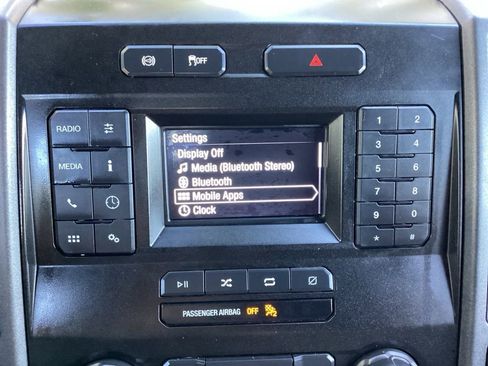 OFF
RADIO
MEDIA
Settings
Display Off
Media (Bluetooth Stereo)
Bluetooth
Mobile Apps
Clock
1 2
3 4
5 6
7 8
9 0
* #
PASSENGER AIRBAG OFF 2